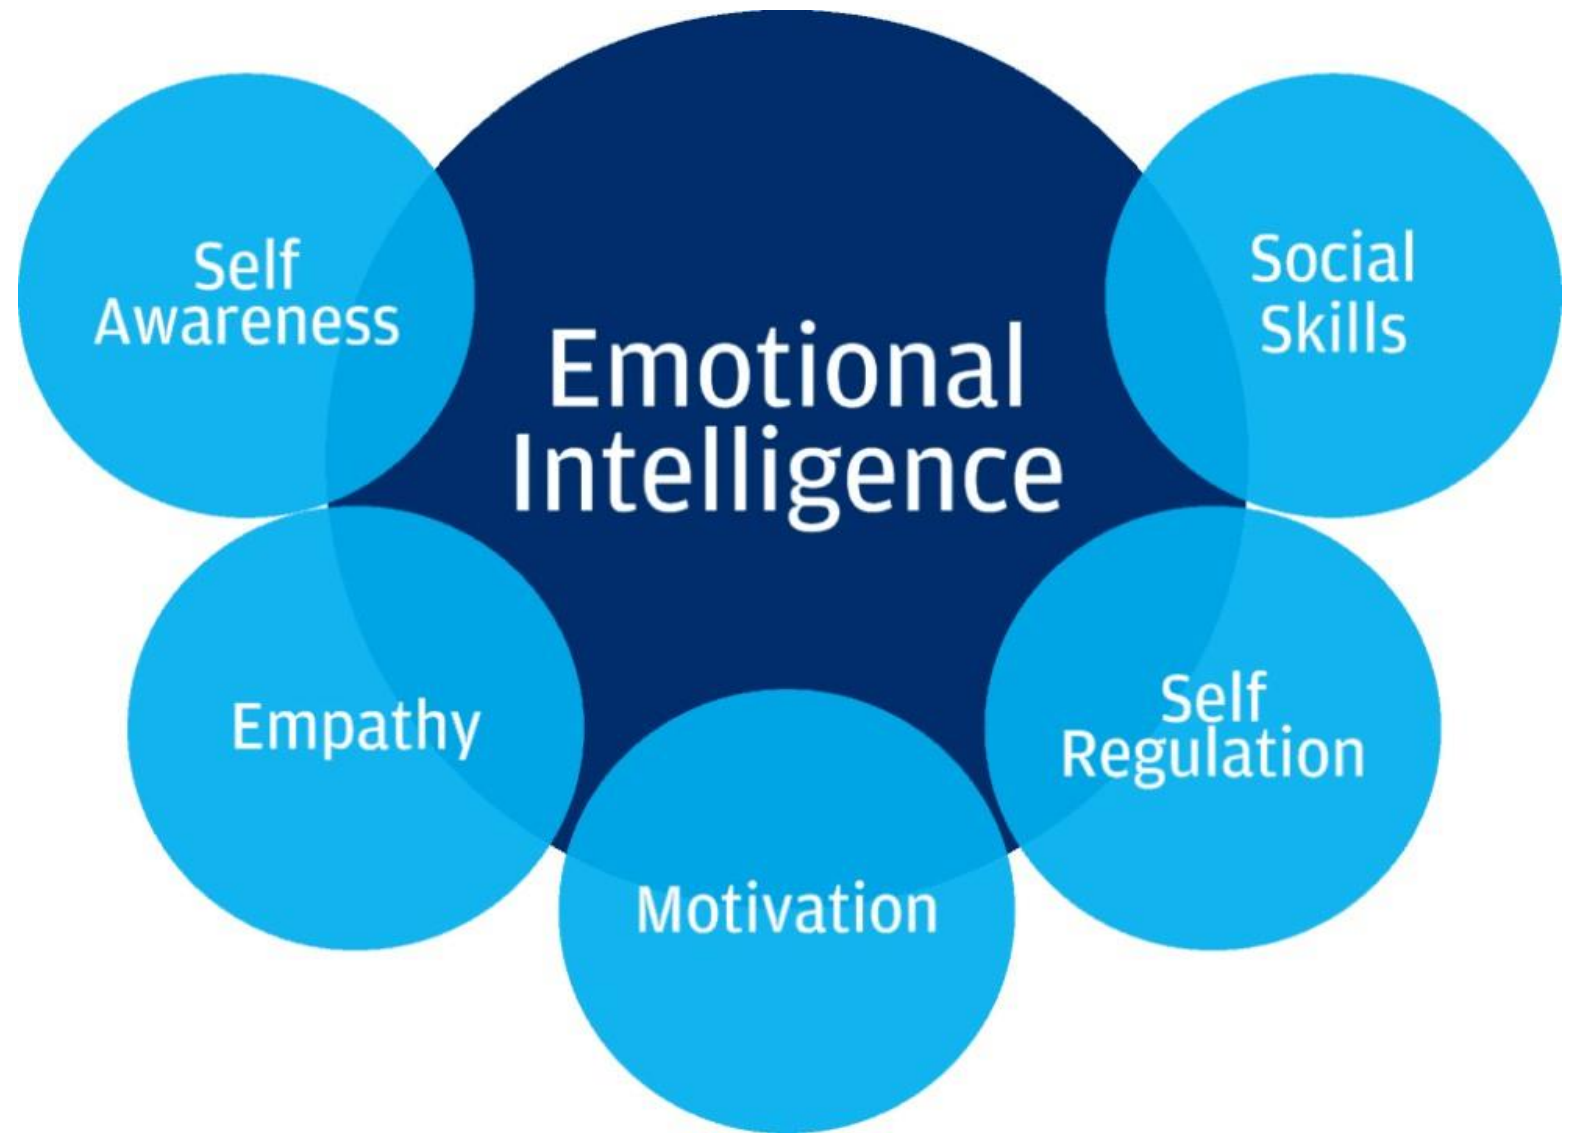 Self
Awareness
Emotional
Intelligence
Social
Skills
Empathy
Motivation
Self
Regulation